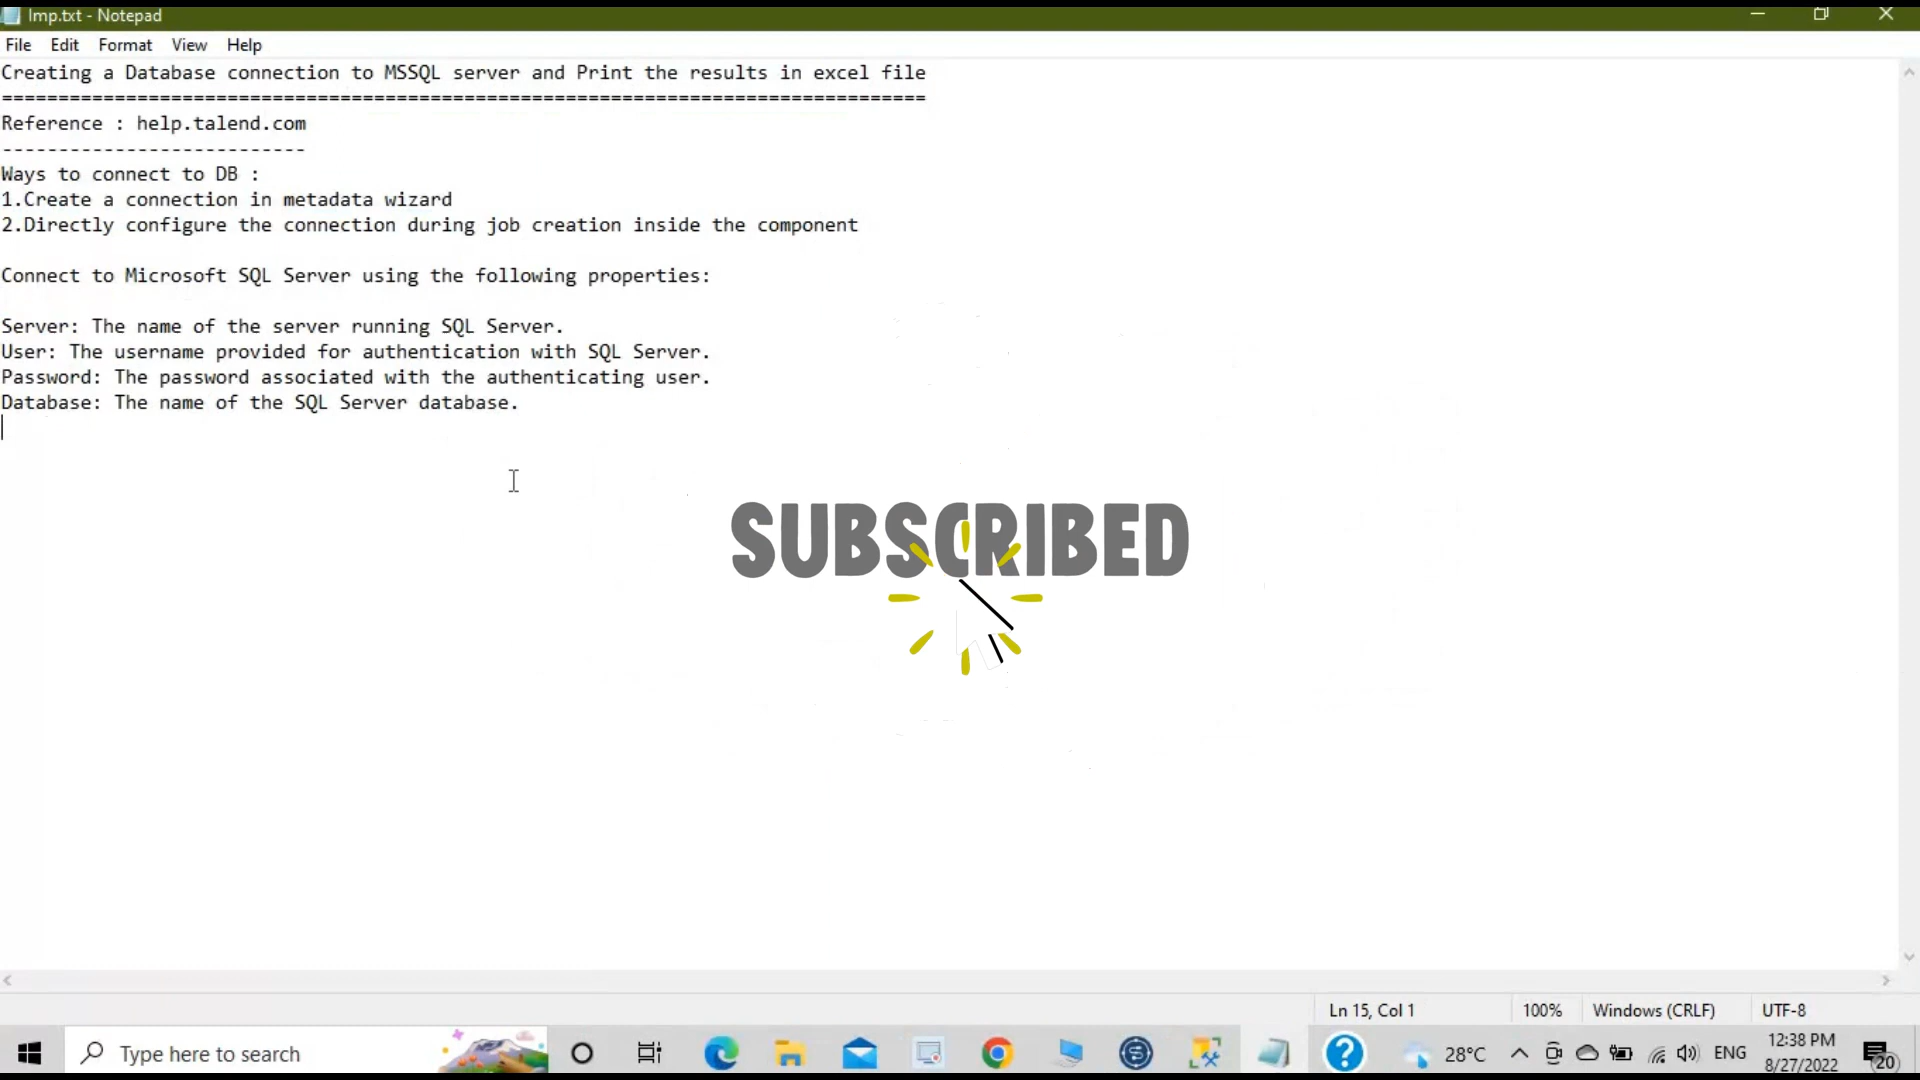 Imp.txt - Notepad
File Edit Format View Help
Creating a Database connection to MSSQL server and Print the results in excel file
==================================================================================
Reference : help.talend.com
---------------------------
Ways to connect to DB :
1.Create a connection in metadata wizard
2.Directly configure the connection during job creation inside the component
Connect to Microsoft SQL Server using the following properties:
Server: The name of the server running SQL Server.
User: The username provided for authentication with SQL Server.
Password: The password associated with the authenticating user.
Database: The name of the SQL Server database.
SUBSCRIBED
Ln 15, Col 1 100% Windows (CRLF) UTF-8
Type here to search 28°C ENG 12:38 PM
8/27/2022 20